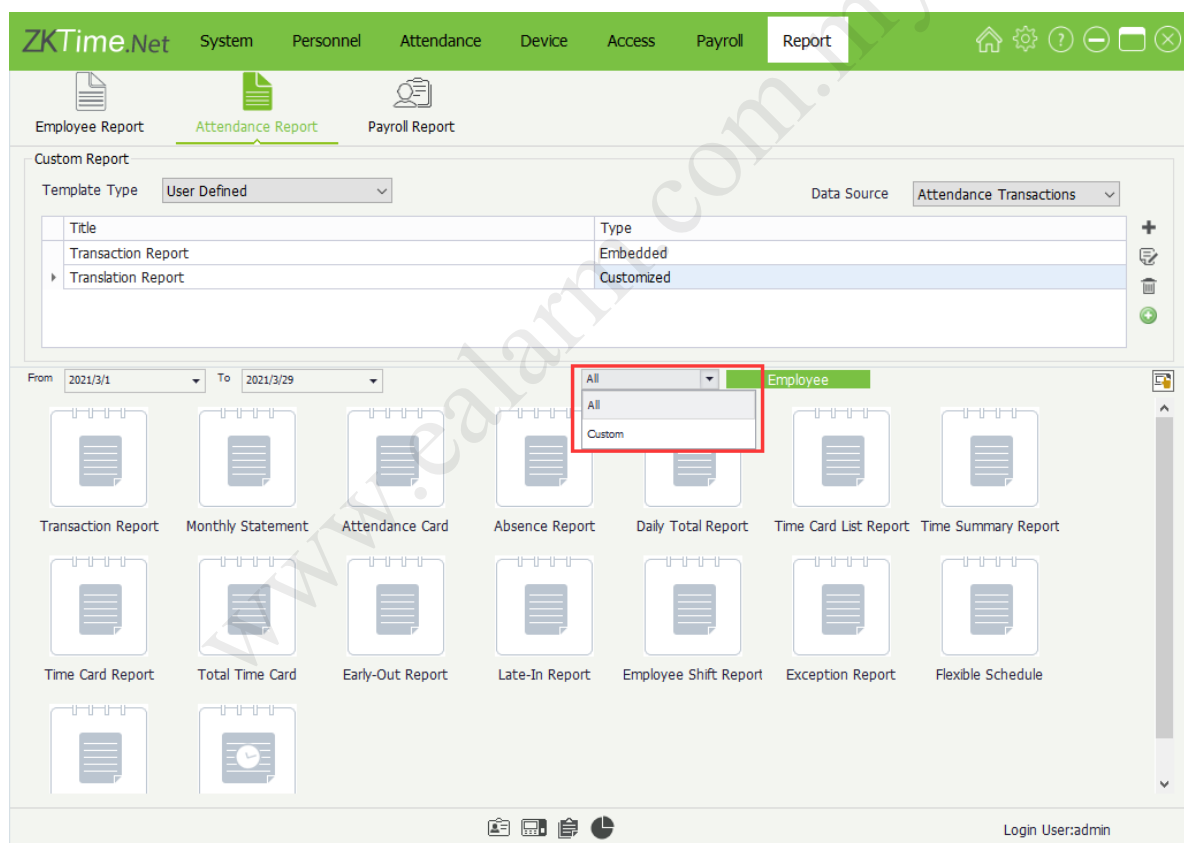 ZKTime.Net System Personnel Attendance Device Access Payroll Report
Employee Report Attendance Report Payroll Report
Custom Report
Template Type User Defined Data Source Attendance Transactions
Title Type
Transaction Report Embedded
Translation Report Customized
From 2021/3/1 To 2021/3/29 All Employee
All
Custom
Transaction Report Monthly Statement Attendance Card Absence Report Daily Total Report Time Card List Report Time Summary Report
Time Card Report Total Time Card Early-Out Report Late-In Report Employee Shift Report Exception Report Flexible Schedule
Login User:admin
www.ealarm.com.my